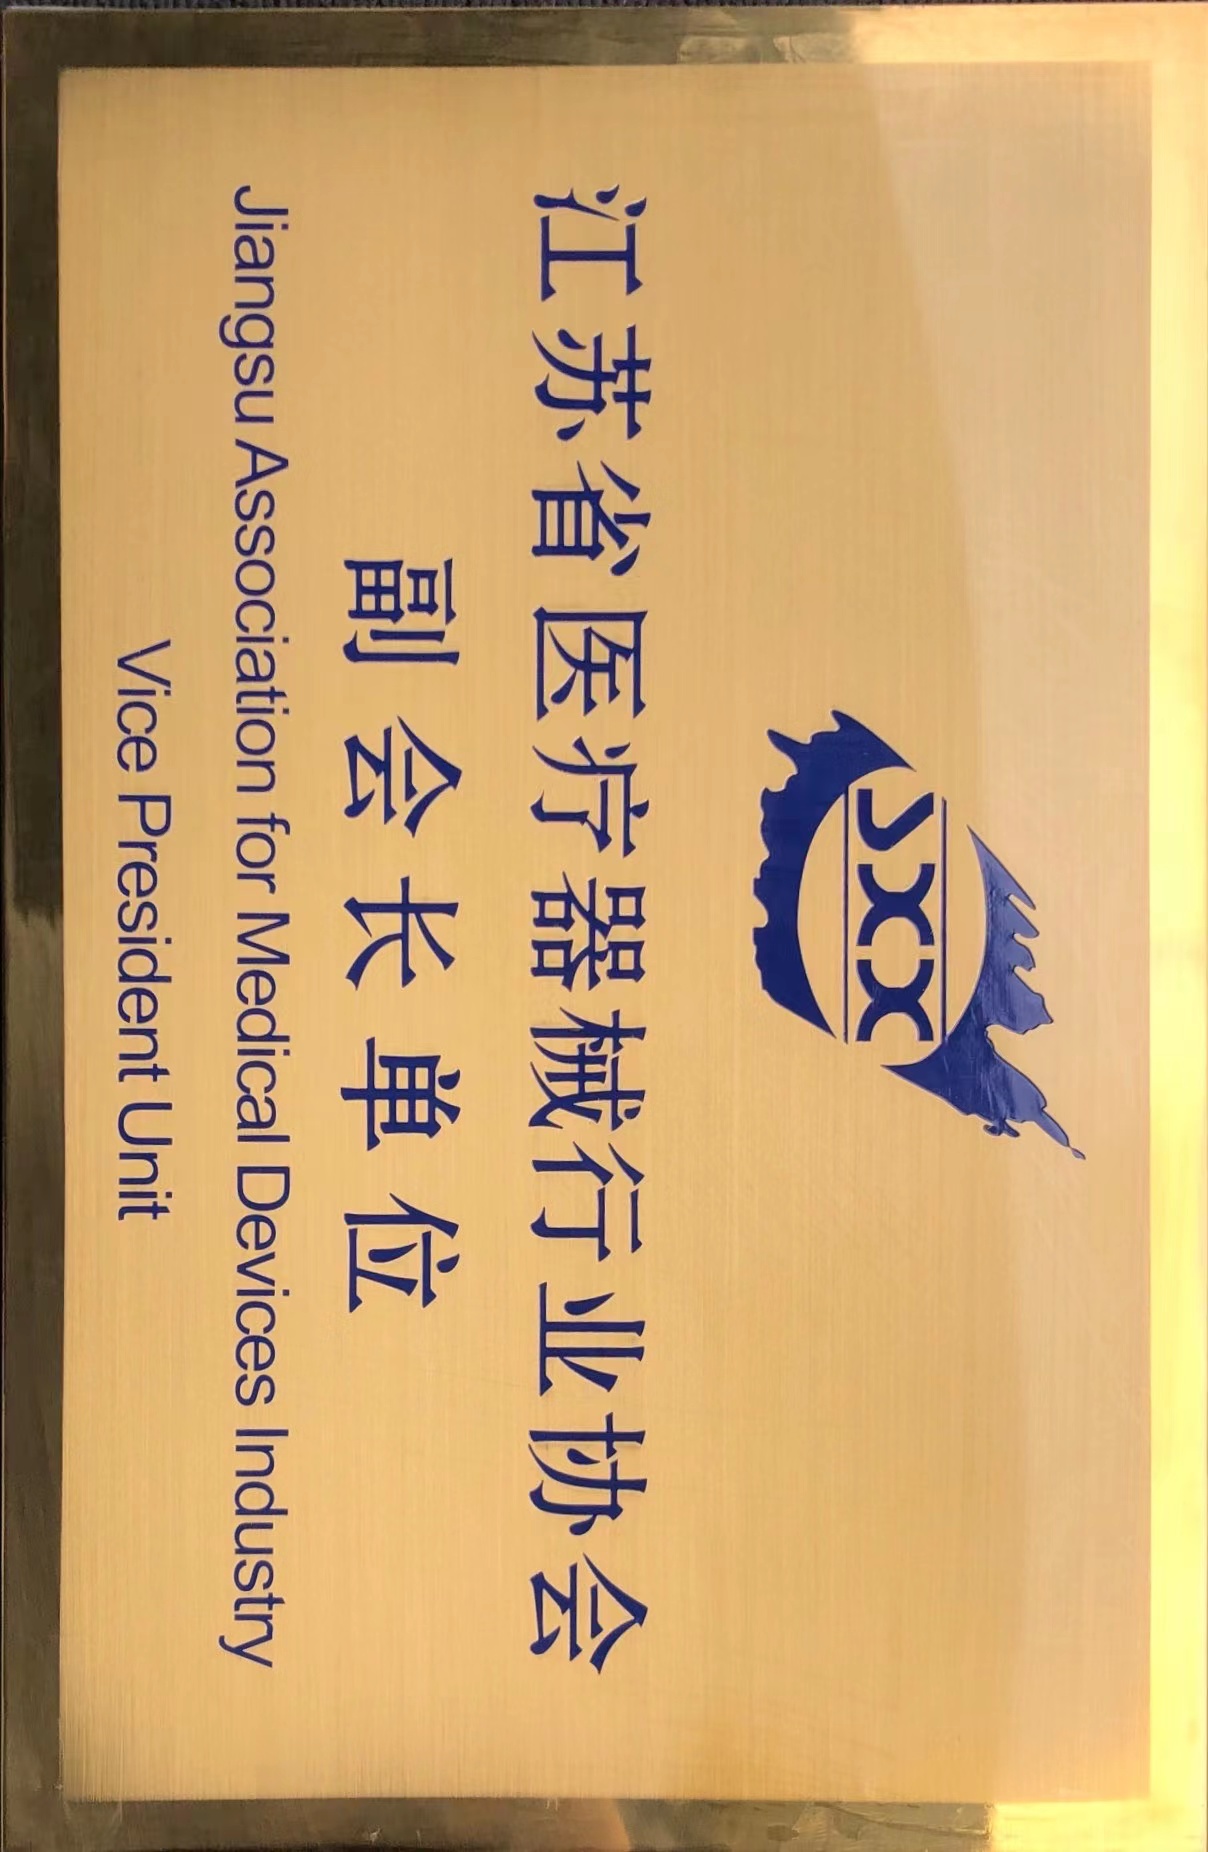 JXX
江苏省医疗器械行业协会
副会长单位
Jiangsu Association for Medical Devices Industry
Vice President Unit